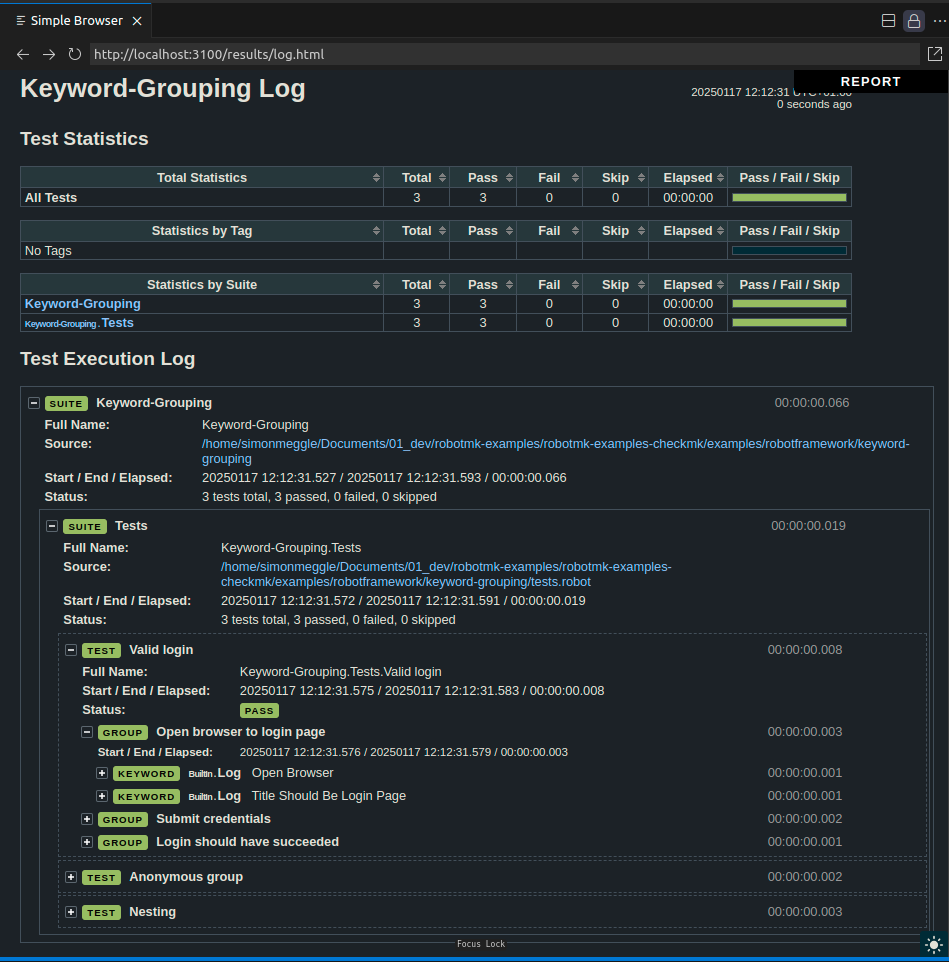 Simple Browser
http://localhost:3100/results/log.html
REPORT
Keyword-Grouping Log
20250117 12:12:31 UTC+01:00
0 seconds ago
Test Statistics
Total Statistics Total Pass Fail Skip Elapsed Pass / Fail / Skip
All Tests 3 3 0 0 00:00:00
Statistics by Tag Total Pass Fail Skip Elapsed Pass / Fail / Skip
No Tags
Statistics by Suite Total Pass Fail Skip Elapsed Pass / Fail / Skip
Keyword-Grouping 3 3 0 0 00:00:00
Keyword-Grouping . Tests 3 3 0 0 00:00:00
Test Execution Log
SUITE Keyword-Grouping 00:00:00.066
Full Name: Keyword-Grouping
Source: /home/simonmeggle/Documents/01_dev/robotmk-examples/robotmk-examples-checkmk/examples/robotframework/keyword-
grouping
Start / End / Elapsed: 20250117 12:12:31.527 / 20250117 12:12:31.593 / 00:00:00.066
Status: 3 tests total, 3 passed, 0 failed, 0 skipped
SUITE Tests 00:00:00.019
Full Name: Keyword-Grouping.Tests
Source: /home/simonmeggle/Documents/01_dev/robotmk-examples/robotmk-examples-
checkmk/examples/robotframework/keyword-grouping/tests.robot
Start / End / Elapsed: 20250117 12:12:31.572 / 20250117 12:12:31.591 / 00:00:00.019
Status: 3 tests total, 3 passed, 0 failed, 0 skipped
TEST Valid login 00:00:00.008
Full Name: Keyword-Grouping.Tests.Valid login
Start / End / Elapsed: 20250117 12:12:31.575 / 20250117 12:12:31.583 / 00:00:00.008
Status: PASS
GROUP Open browser to login page 00:00:00.003
Start / End / Elapsed: 20250117 12:12:31.576 / 20250117 12:12:31.579 / 00:00:00.003
KEYWORD BuiltIn . Log Open Browser 00:00:00.001
KEYWORD BuiltIn . Log Title Should Be Login Page 00:00:00.001
GROUP Submit credentials 00:00:00.002
GROUP Login should have succeeded 00:00:00.001
TEST Anonymous group 00:00:00.002
TEST Nesting 00:00:00.003
Focus Lock